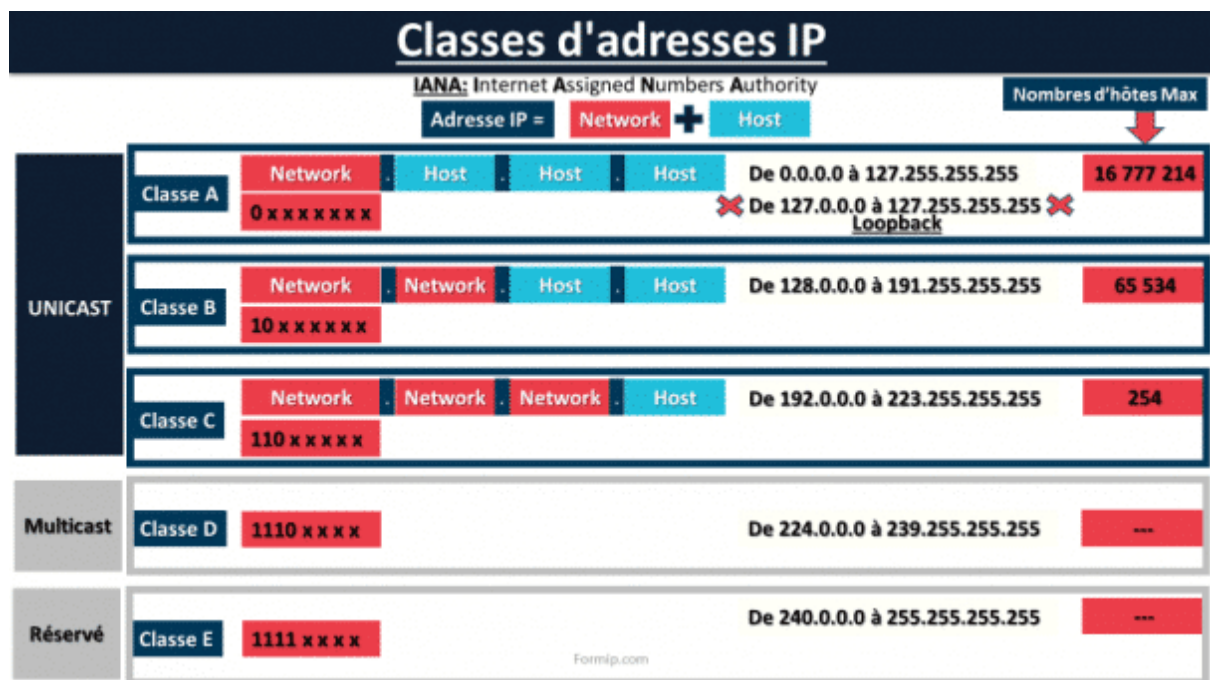 Classes d'adresses IP
IANA: Internet Assigned Numbers Authority
Nombres d'hôtes Max
Adresse IP = Network + Host
UNICAST
Classe A
Network . Host . Host . Host
De 0.0.0.0 à 127.255.255.255
16 777 214
0 x x x x x x x
De 127.0.0.0 à 127.255.255.255
Loopback
Classe B
Network . Network . Host . Host
De 128.0.0.0 à 191.255.255.255
65 534
10 x x x x x x
Classe C
Network . Network . Network . Host
De 192.0.0.0 à 223.255.255.255
254
110 x x x x x
Multicast
Classe D
1110 x x x x
De 224.0.0.0 à 239.255.255.255
---
Réservé
Classe E
1111 x x x x
De 240.0.0.0 à 255.255.255.255
---
Formip.com